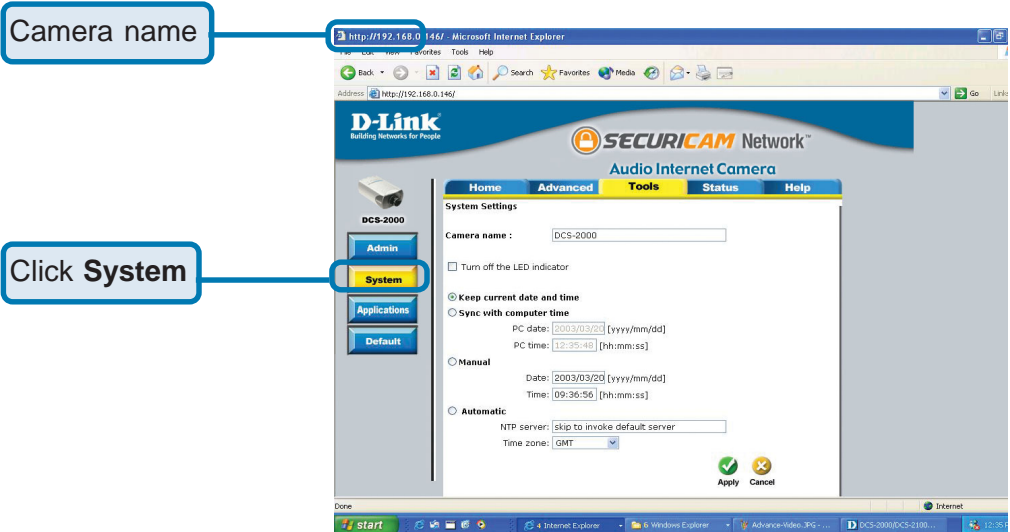 Camera name
http://192.168.0.146/ - Microsoft Internet Explorer
File Edit View Favorites Tools Help
Back Search Favorites Media
Address http://192.168.0.146/ Go Links
D-Link
Building Networks for People
SECURICAM Network™
Audio Internet Camera
Home Advanced Tools Status Help
DCS-2000
System Settings
Camera name : DCS-2000
Admin
Turn off the LED indicator
Click System
System
Keep current date and time
Applications
Sync with computer time
PC date: 2003/03/20 [yyyy/mm/dd]
Default
PC time: 12:35:48 [hh:mm:ss]
Manual
Date: 2003/03/20 [yyyy/mm/dd]
Time: 09:36:56 [hh:mm:ss]
Automatic
NTP server: skip to invoke default server
Time zone: GMT
Apply Cancel
Done Internet
start 4 Internet Explorer 6 Windows Explorer Advance-Video.JPG - ... DCS-2000/DCS-2100... 12:35 P